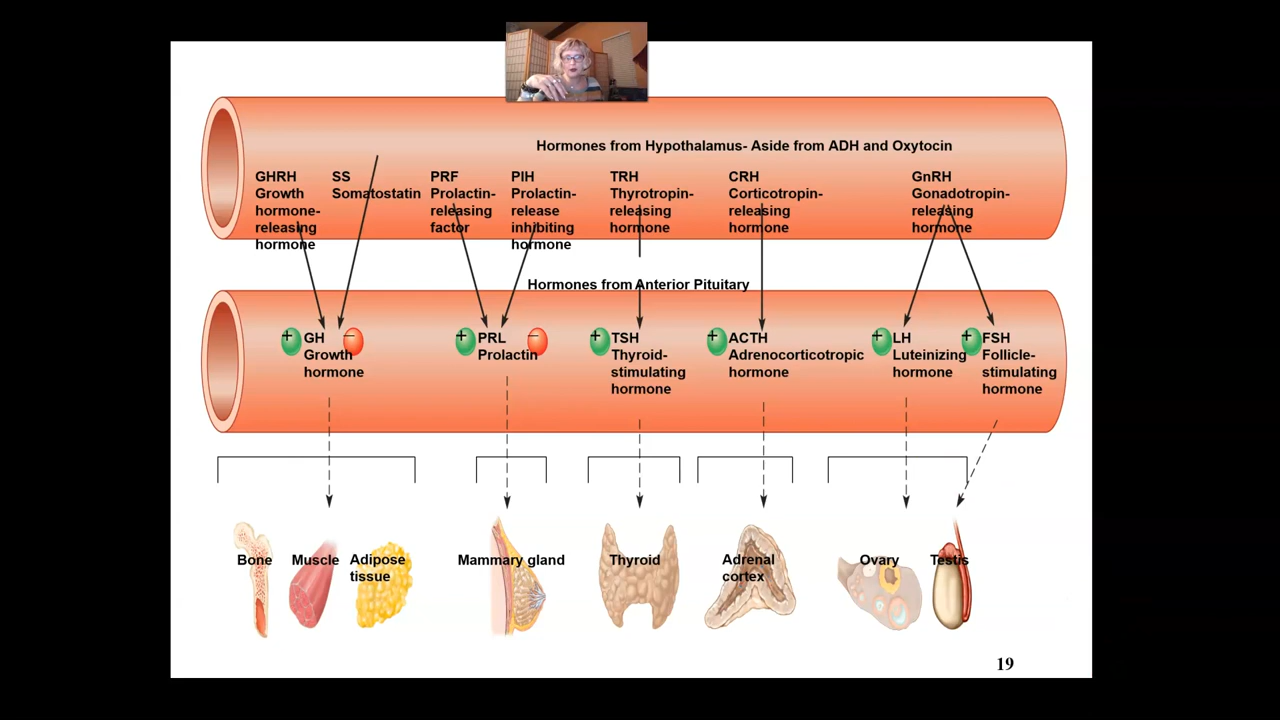 Hormones from Hypothalamus- Aside from ADH and Oxytocin
GHRH
Growth
hormone-
releasing
hormone
SS
Somatostatin
PRF
Prolactin-
releasing
factor
PIH
Prolactin-
release
inhibiting
hormone
TRH
Thyrotropin-
releasing
hormone
CRH
Corticotropin-
releasing
hormone
GnRH
Gonadotropin-
releasing
hormone
Hormones from Anterior Pituitary
+
GH
Growth
hormone
−
+
PRL
Prolactin
−
+
TSH
Thyroid-
stimulating
hormone
+
ACTH
Adrenocorticotropic
hormone
+
LH
Luteinizing
hormone
+
FSH
Follicle-
stimulating
hormone
Bone
Muscle
Adipose
tissue
Mammary gland
Thyroid
Adrenal
cortex
Ovary
Testis
19